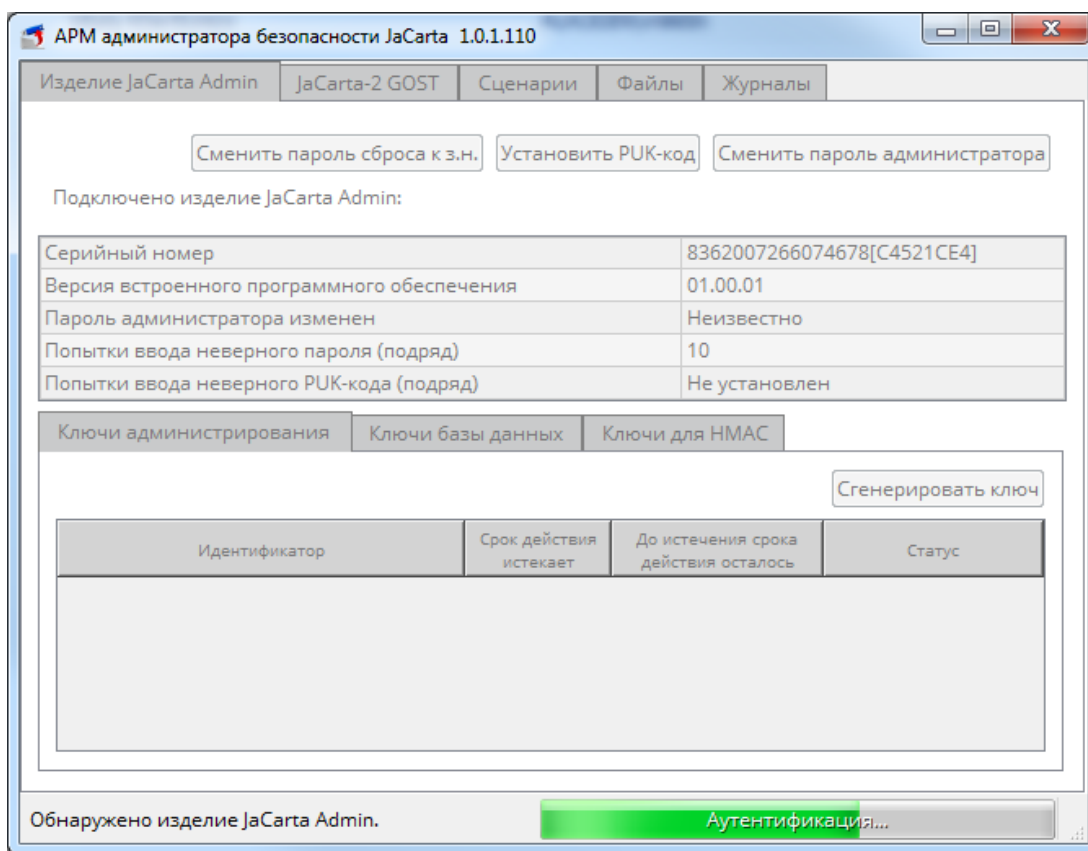 АРМ администратора безопасности JaCarta 1.0.1.110
Изделие JaCarta Admin JaCarta-2 GOST Сценарии Файлы Журналы
Сменить пароль сброса к з.н. Установить PUK-код Сменить пароль администратора
Подключено изделие JaCarta Admin:
Серийный номер 8362007266074678[C4521CE4]
Версия встроенного программного обеспечения 01.00.01
Пароль администратора изменен Неизвестно
Попытки ввода неверного пароля (подряд) 10
Попытки ввода неверного PUK-кода (подряд) Не установлен
Ключи администрирования Ключи базы данных Ключи для HMAC
Сгенерировать ключ
Идентификатор Срок действия истекает До истечения срока действия осталось Статус
Обнаружено изделие JaCarta Admin. Аутентификация...